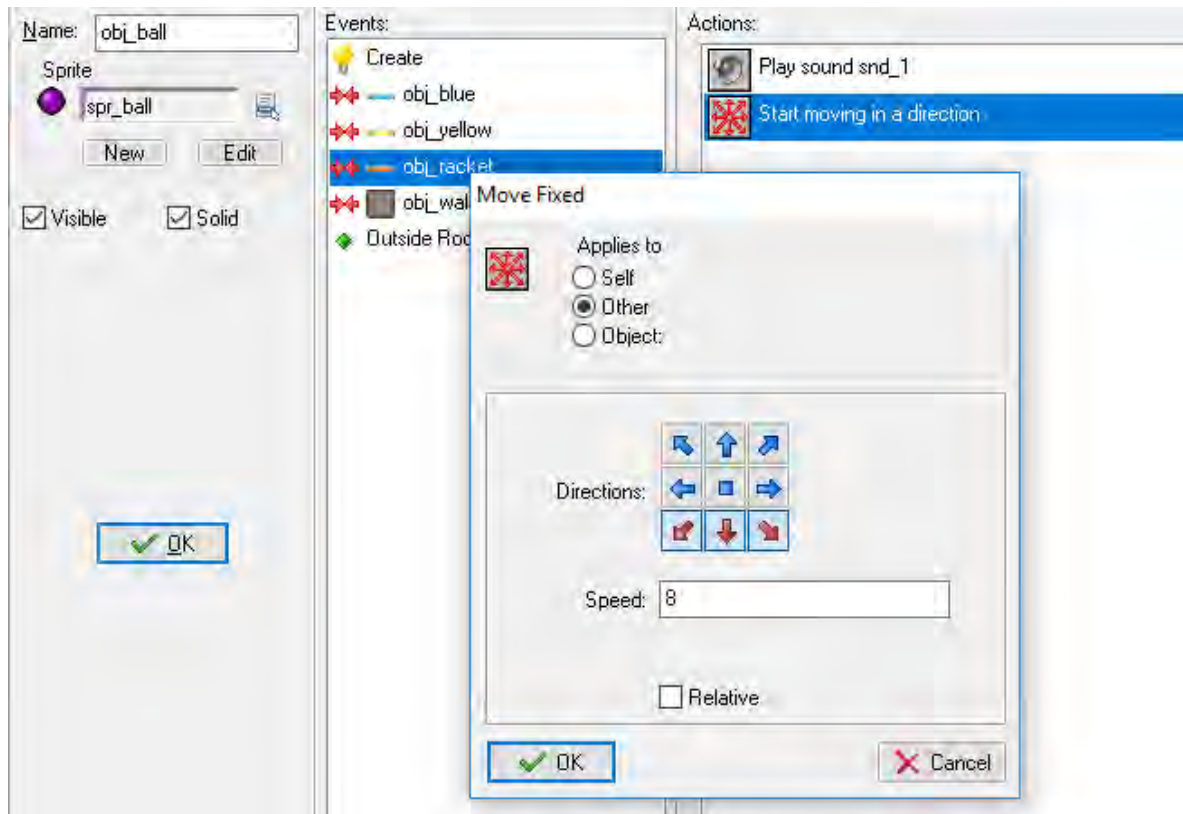 Name: obj_ball
Sprite
spr_ball
New Edit
Visible Solid
OK
Events:
Create
obj_blue
obj_yellow
obj_racket
obj_wal
Outside Roo
Actions:
Play sound snd_1
Start moving in a direction
Move Fixed
Applies to
Self
Other
Object:
Directions:
Speed: 8
Relative
OK Cancel